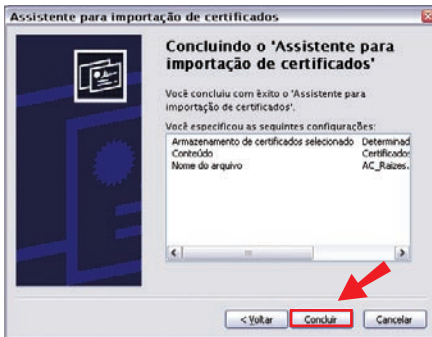 Assistente para importação de certificados
Concluindo o 'Assistente para
importação de certificados'
Você concluiu com êxito o 'Assistente para
importação de certificados'.
Você especificou as seguintes configurações:
Armazenamento de certificados selecionado Determinad
Conteúdo Certificados
Nome do arquivo AC_Raizes.
< Voltar Concluir Cancelar